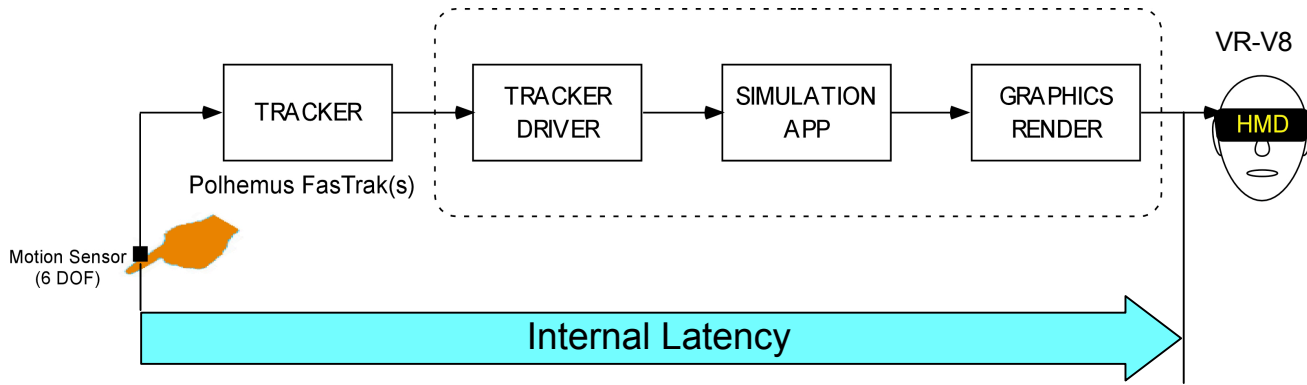 VR-V8
TRACKER
TRACKER
DRIVER
SIMULATION
APP
GRAPHICS
RENDER
HMD
Polhemus FasTrak(s)
Motion Sensor
(6 DOF)
Internal Latency